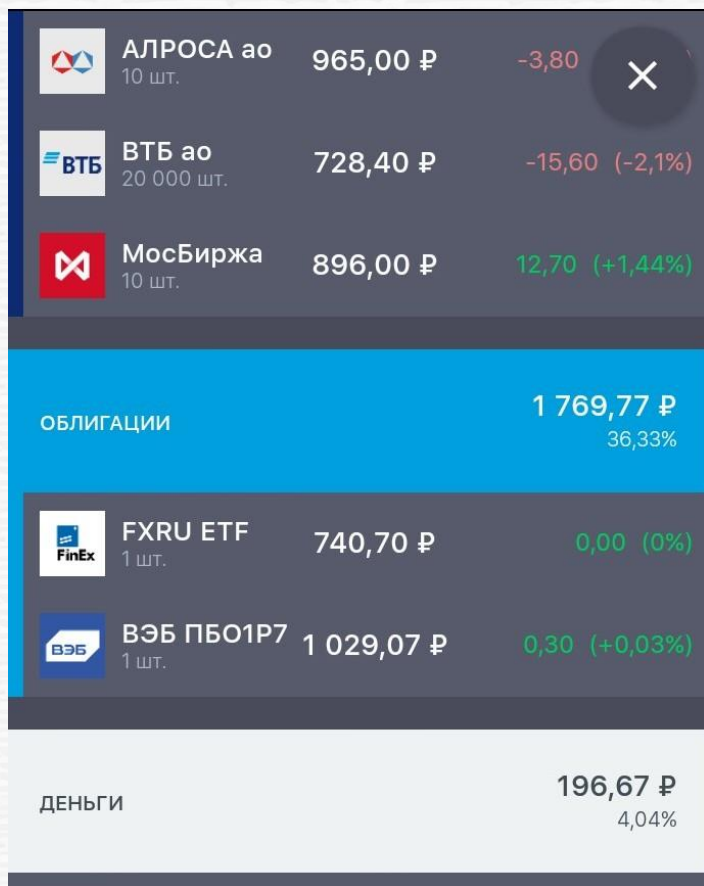 АЛРОСА ао 965,00 ₽ -3,80
10 шт.
ВТБ ВТБ ао 728,40 ₽ -15,60 (-2,1%)
20 000 шт.
МосБиржа 896,00 ₽ 12,70 (+1,44%)
10 шт.
ОБЛИГАЦИИ 1 769,77 ₽
36,33%
FinEx FXRU ETF 740,70 ₽ 0,00 (0%)
1 шт.
ВЭБ ВЭБ ПБО1Р7 1 029,07 ₽ 0,30 (+0,03%)
1 шт.
ДЕНЬГИ 196,67 ₽
4,04%